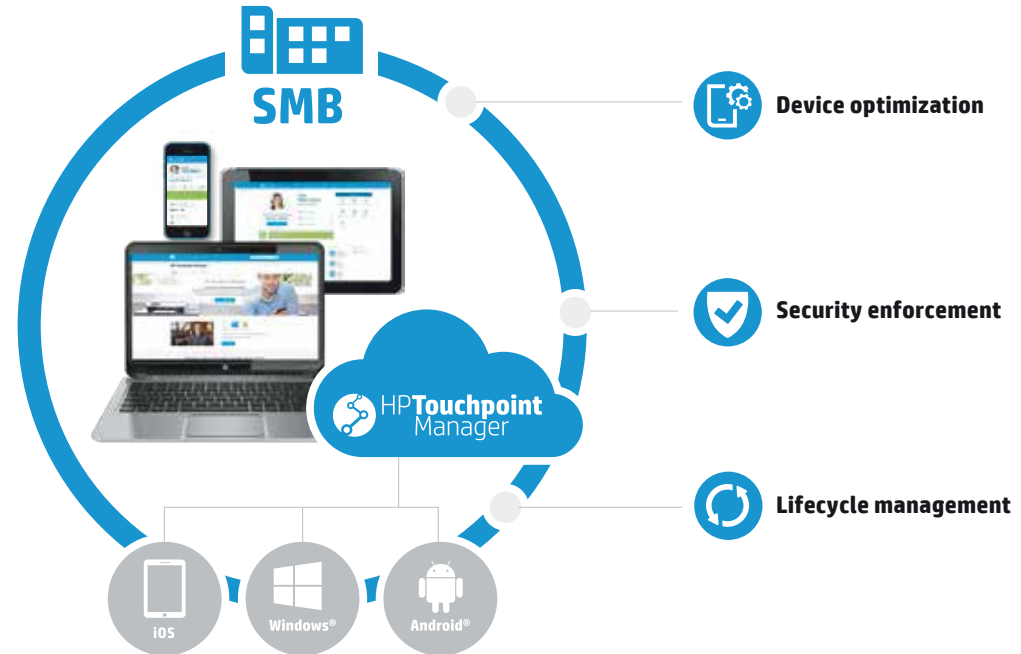 SMB
Device optimization
Security enforcement
HPTouchpoint
Manager
Lifecycle management
iOS
Windows®
Android®